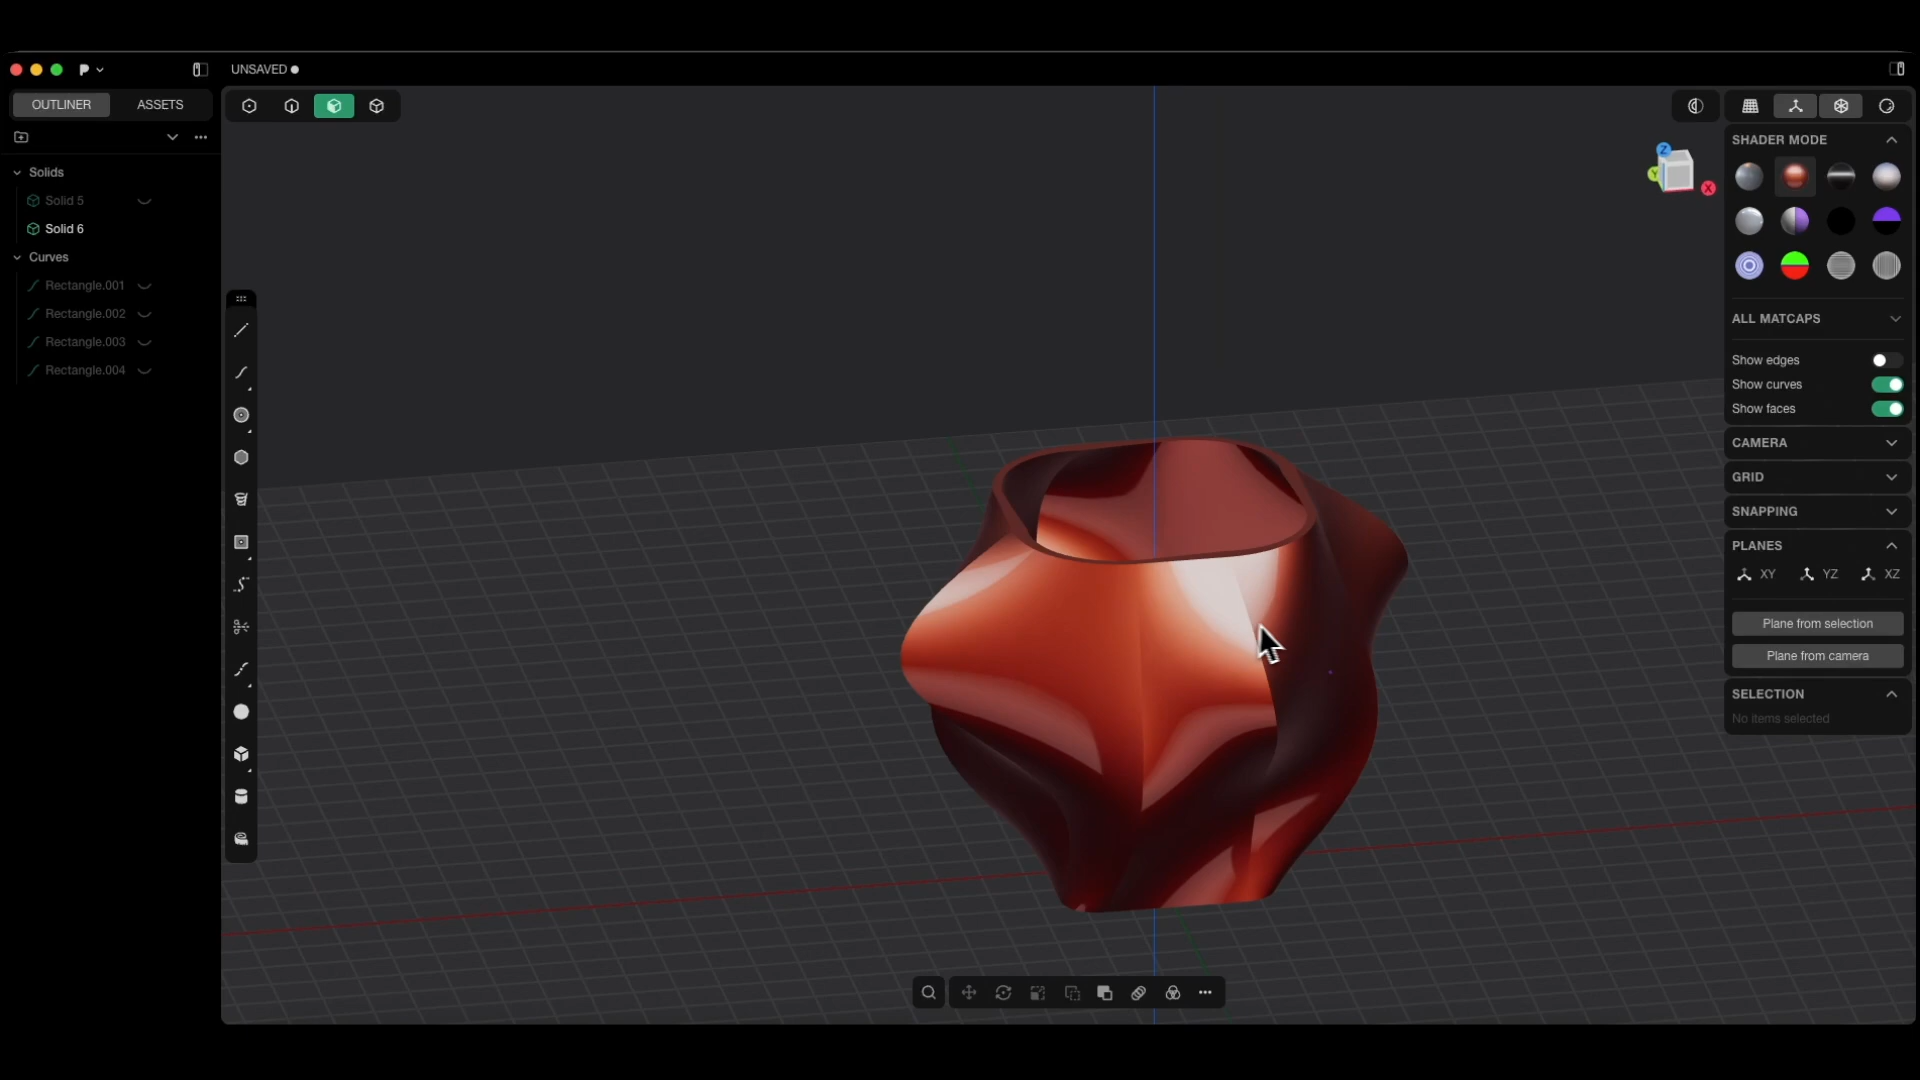 UNSAVED
OUTLINER
ASSETS
Solids
Solid 5
Solid 6
Curves
Rectangle.001
Rectangle.002
Rectangle.003
Rectangle.004
Z
Y
X
SHADER MODE
ALL MATCAPS
Show edges
Show curves
Show faces
CAMERA
GRID
SNAPPING
PLANES
XY YZ XZ
Plane from selection
Plane from camera
SELECTION
No items selected